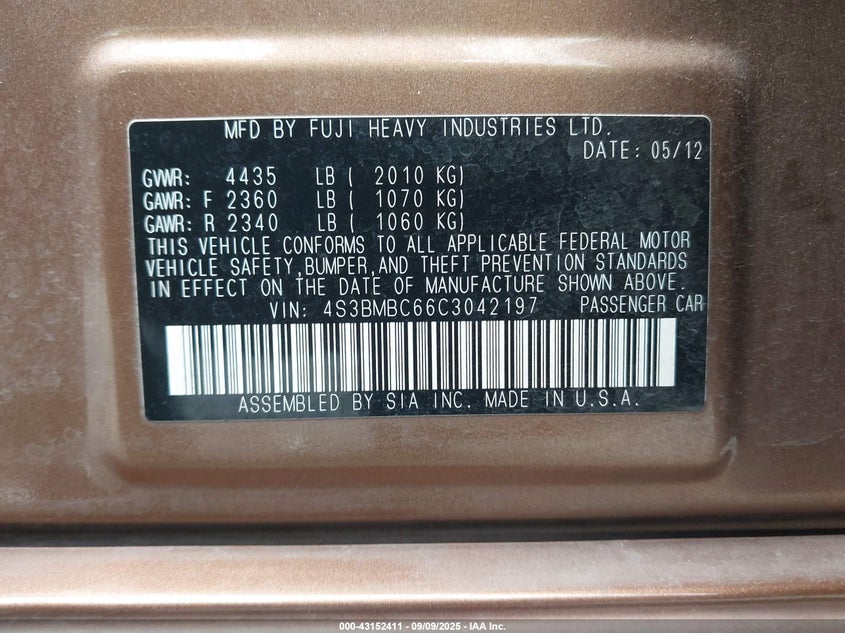 MFD BY FUJI HEAVY INDUSTRIES LTD.
DATE: 05/12
GVWR: 4435 LB ( 2010 KG)
GAWR: F 2360 LB ( 1070 KG)
GAWR: R 2340 LB ( 1060 KG)
THIS VEHICLE CONFORMS TO ALL APPLICABLE FEDERAL MOTOR
VEHICLE SAFETY,BUMPER,AND THEFT PREVENTION STANDARDS
IN EFFECT ON THE DATE OF MANUFACTURE SHOWN ABOVE.
VIN: 4S3BMBC66C3042197 PASSENGER CAR
ASSEMBLED BY SIA INC. MADE IN U.S.A.
000-43152411 - 09/09/2025 - IAA Inc.